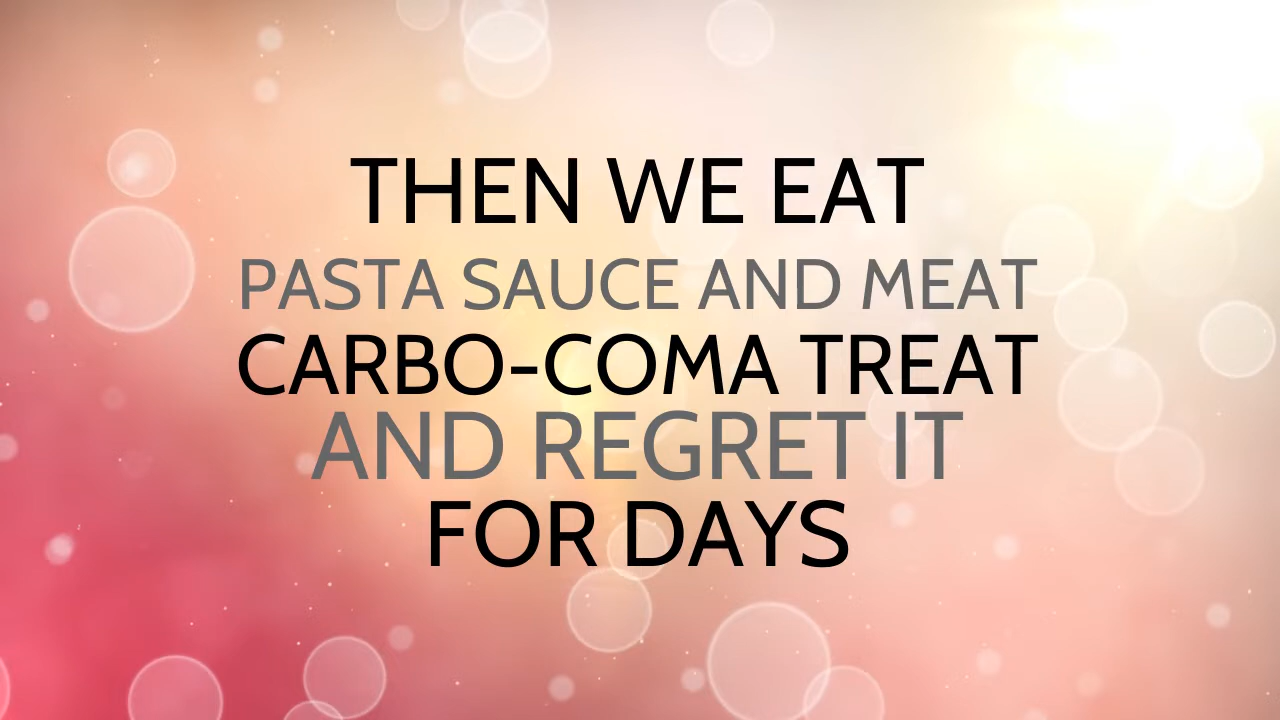 THEN WE EAT
PASTA SAUCE AND MEAT
CARBO-COMA TREAT
AND REGRET IT
FOR DAYS